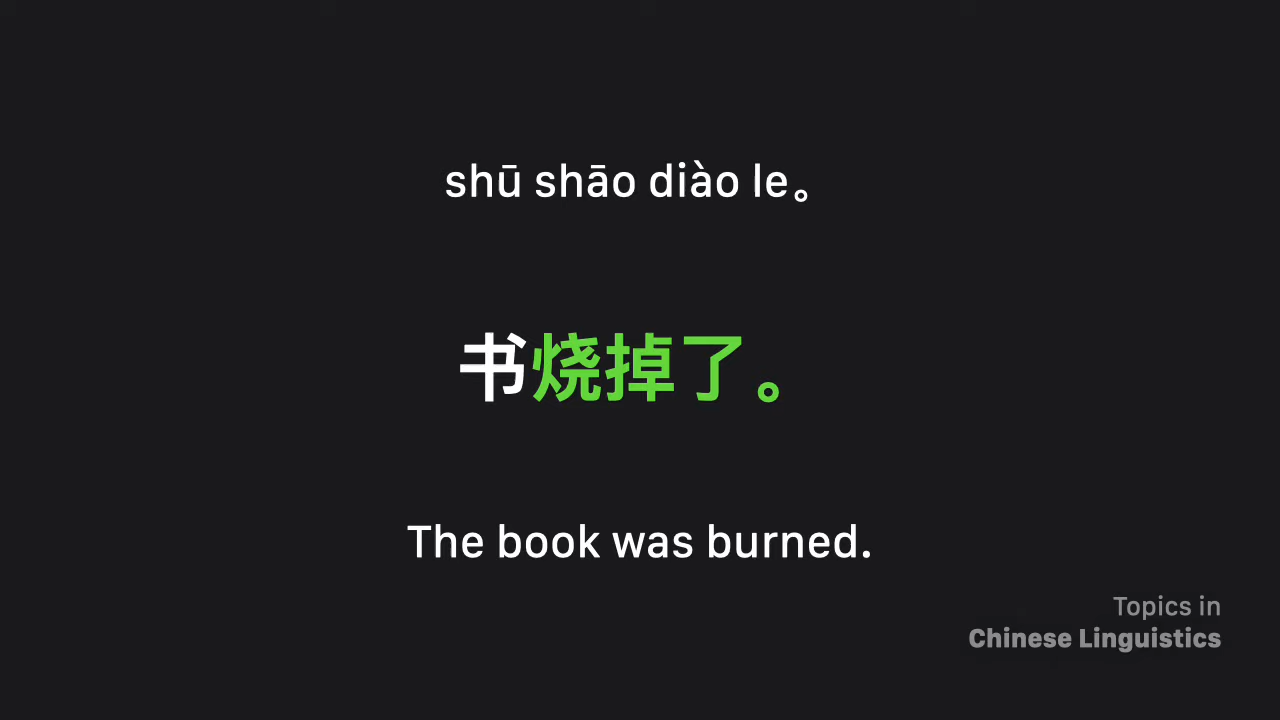 shū shāo diào le。
书烧掉了。
The book was burned.
Topics in
Chinese Linguistics